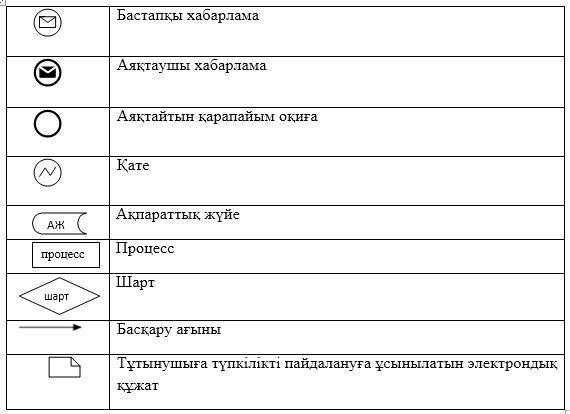 Бастапқы хабарлама
Аяқтаушы хабарлама
Аяқтайтын қарапайым оқиға
Қате
АЖ
Ақпараттық жүйе
процесс
Процесс
шарт
Шарт
Басқару ағыны
Тұтынушыға түпкілікті пайдалануға ұсынылатын электрондық
құжат